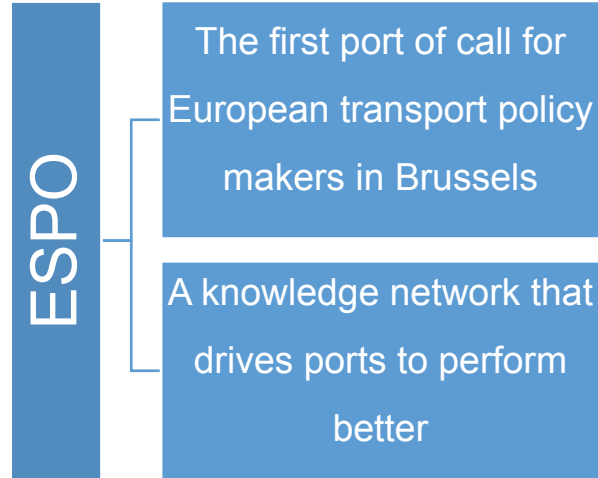 ESPO
The first port of call for
European transport policy
makers in Brussels
A knowledge network that
drives ports to perform
better